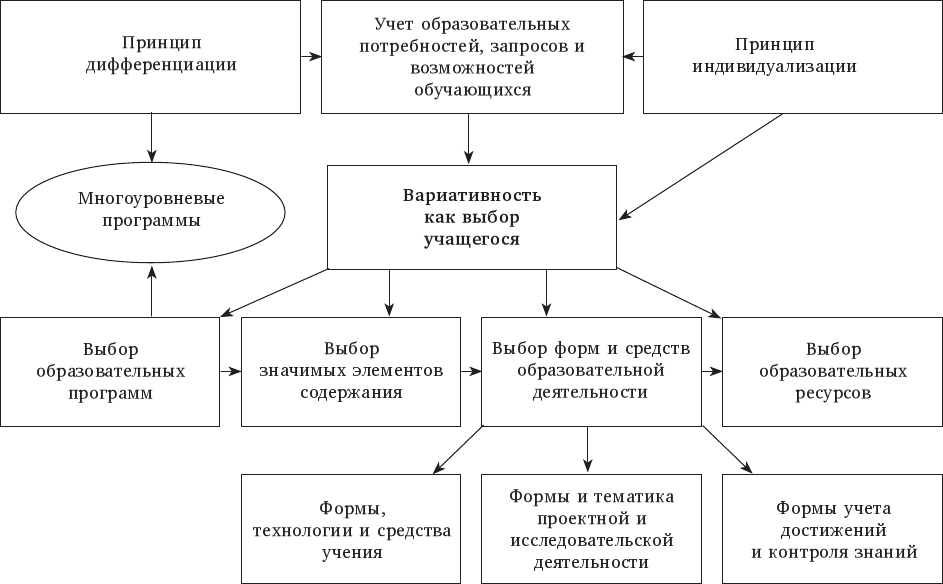 Принцип
дифференциации
Учет образовательных
потребностей, запросов и
возможностей
обучающихся
Принцип
индивидуализации
Многоуровневые
программы
Вариативность
как выбор
учащегося
Выбор
образовательных
программ
Выбор
значимых элементов
содержания
Выбор форм и средств
образовательной
деятельности
Выбор
образовательных
ресурсов
Формы,
технологии и средства
учения
Формы и тематика
проектной и
исследовательской
деятельности
Формы учета
достижений
и контроля знаний